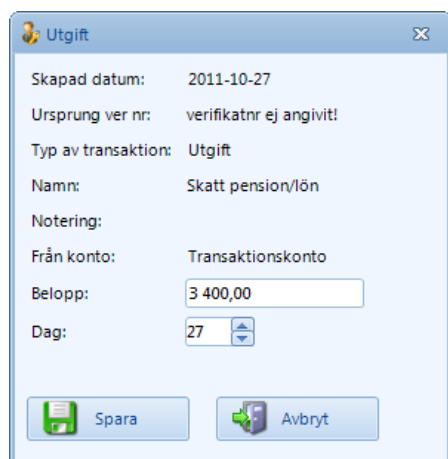 Utgift
Skapad datum: 2011-10-27
Ursprung ver nr: verifikatnr ej angivit!
Typ av transaktion: Utgift
Namn: Skatt pension/lön
Notering:
Från konto: Transaktionskonto
Belopp: 3 400,00
Dag: 27
Spara Avbryt